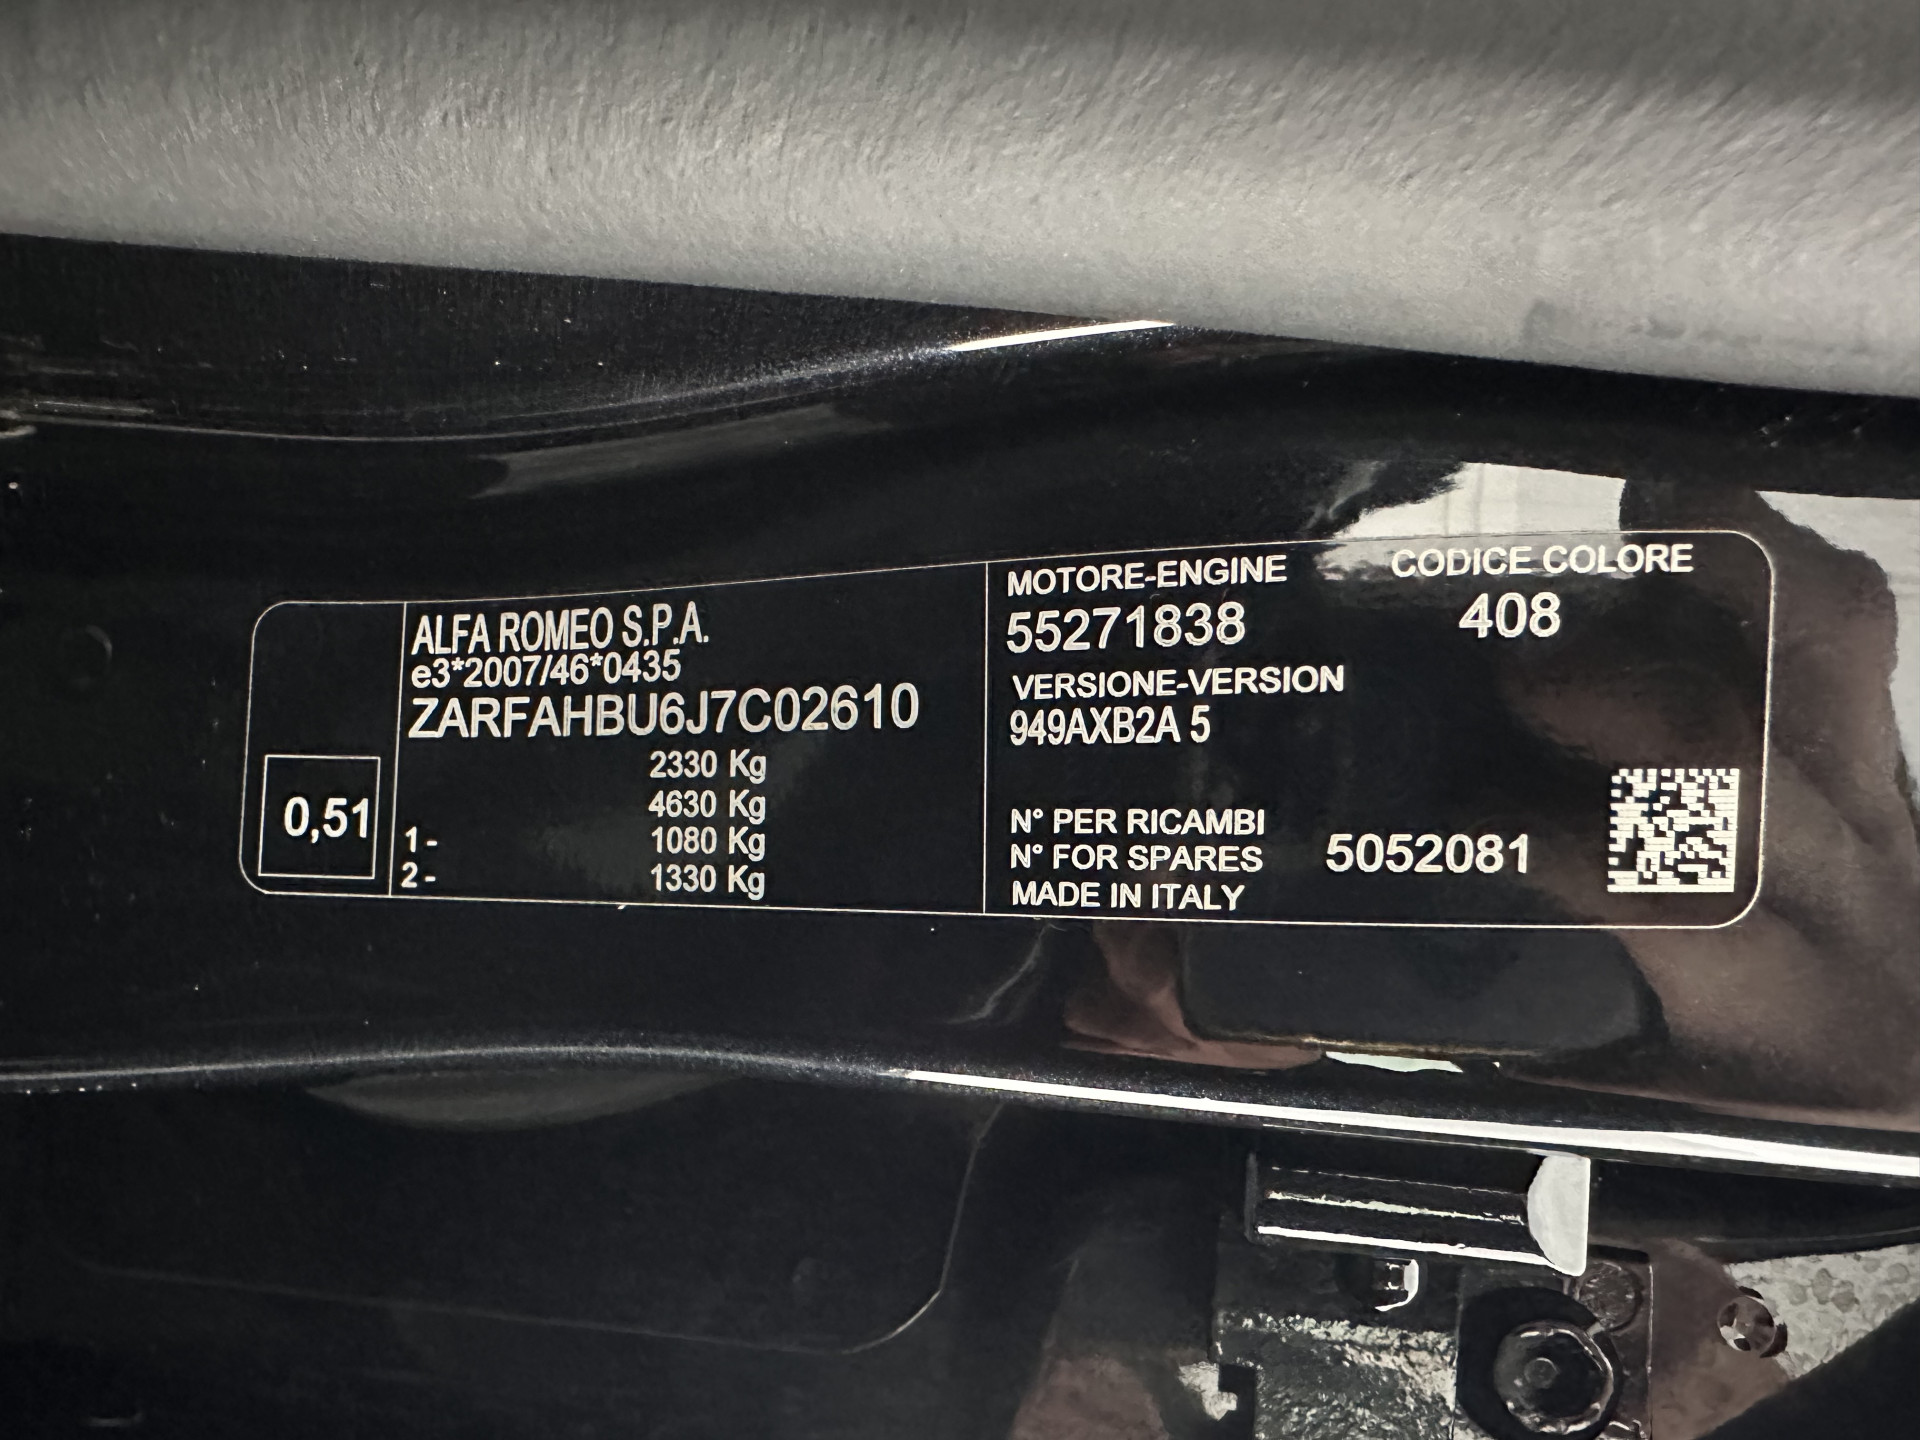 ALFA ROMEO S.P.A.
e3*2007/46*0435
ZARFAHBU6J7C02610
2330 Kg
4630 Kg
1- 1080 Kg
2- 1330 Kg
0,51
MOTORE-ENGINE
55271838
CODICE COLORE
408
VERSIONE-VERSION
949AXB2A 5
N° PER RICAMBI
N° FOR SPARES 5052081
MADE IN ITALY